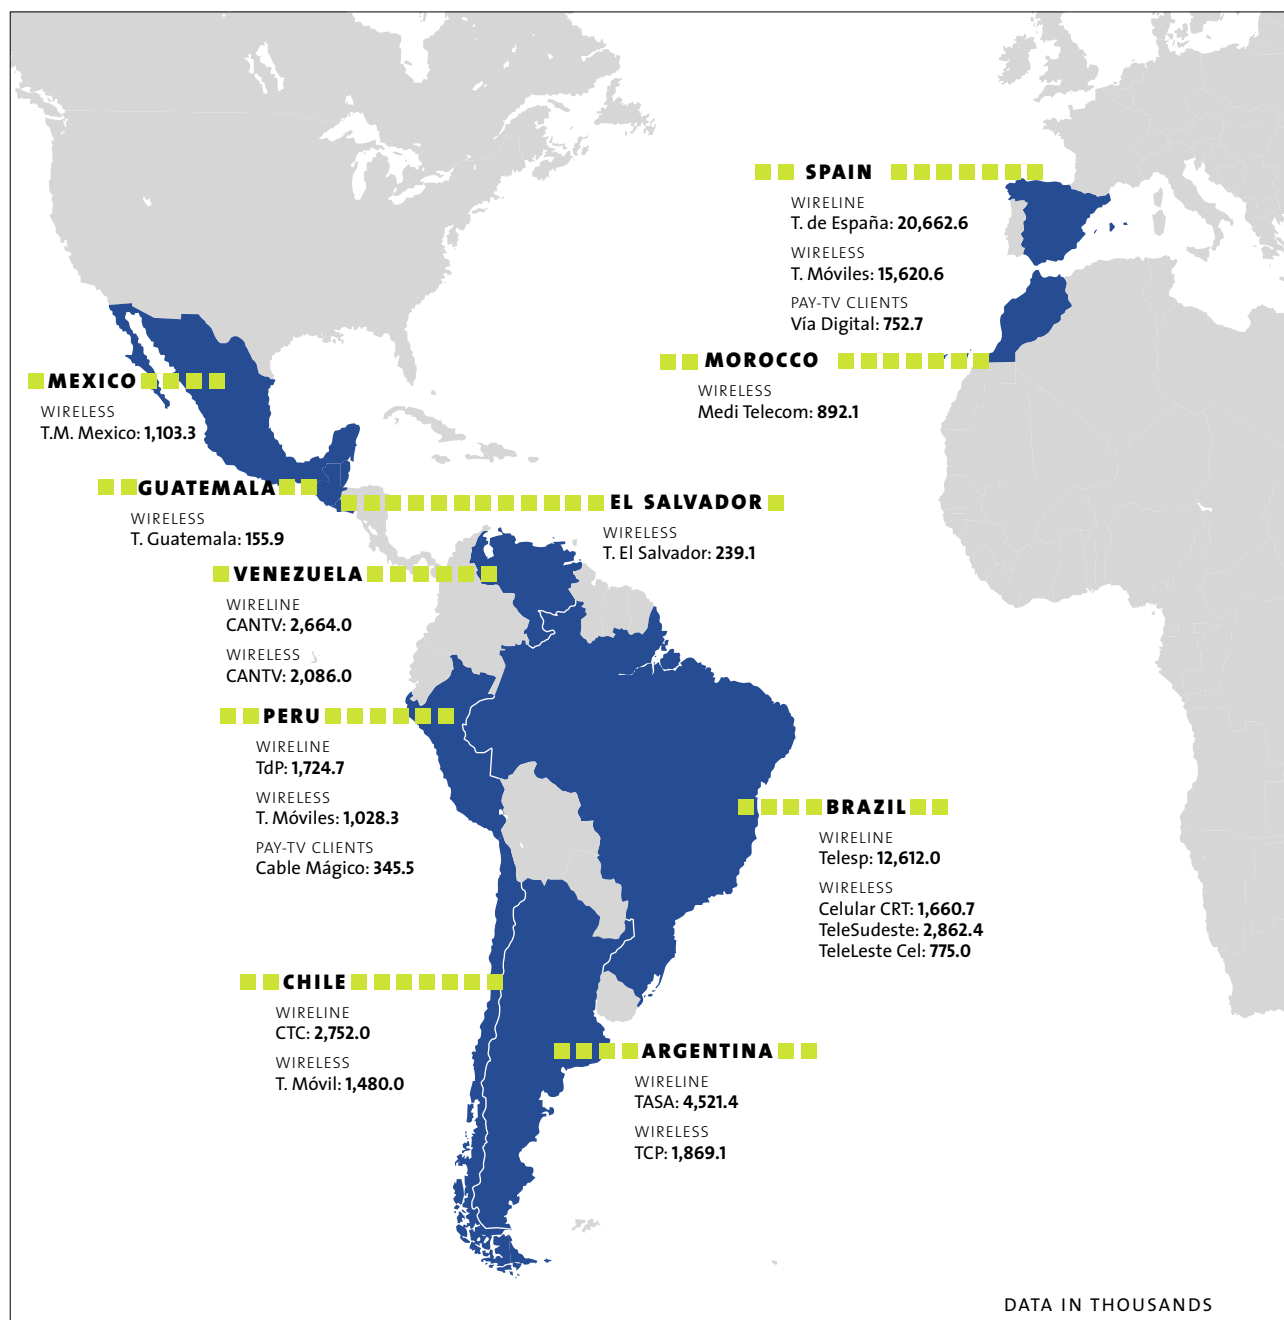 SPAIN
WIRELINE
T. de España: 20,662.6
WIRELESS
T. Móviles: 15,620.6
PAY-TV CLIENTS
Vía Digital: 752.7
MOROCCO
WIRELESS
Medi Telecom: 892.1
MEXICO
WIRELESS
T.M. Mexico: 1,103.3
GUATEMALA
WIRELESS
T. Guatemala: 155.9
EL SALVADOR
WIRELESS
T. El Salvador: 239.1
VENEZUELA
WIRELINE
CANTV: 2,664.0
WIRELESS
CANTV: 2,086.0
PERU
WIRELINE
TdP: 1,724.7
WIRELESS
T. Móviles: 1,028.3
PAY-TV CLIENTS
Cable Mágico: 345.5
BRAZIL
WIRELINE
Telesp: 12,612.0
WIRELESS
Celular CRT: 1,660.7
TeleSudeste: 2,862.4
TeleLeste Cel: 775.0
CHILE
WIRELINE
CTC: 2,752.0
WIRELESS
T. Móvil: 1,480.0
ARGENTINA
WIRELINE
TASA: 4,521.4
WIRELESS
TCP: 1,869.1
DATA IN THOUSANDS